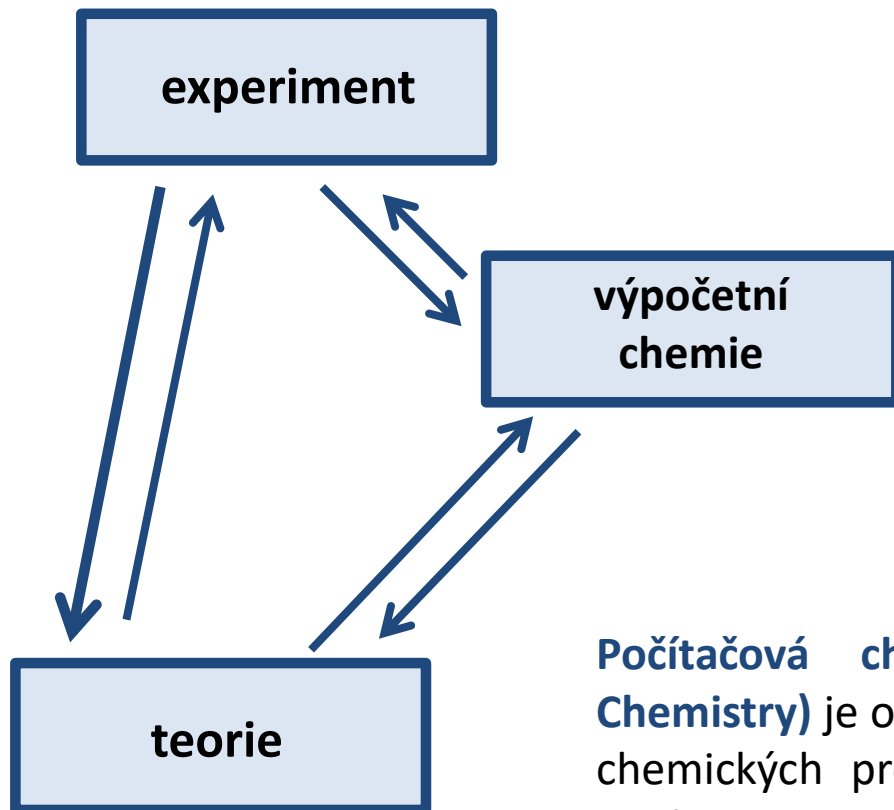 experiment
výpočetní
chemie
teorie
Počítačová
Chemistry) je
chemických